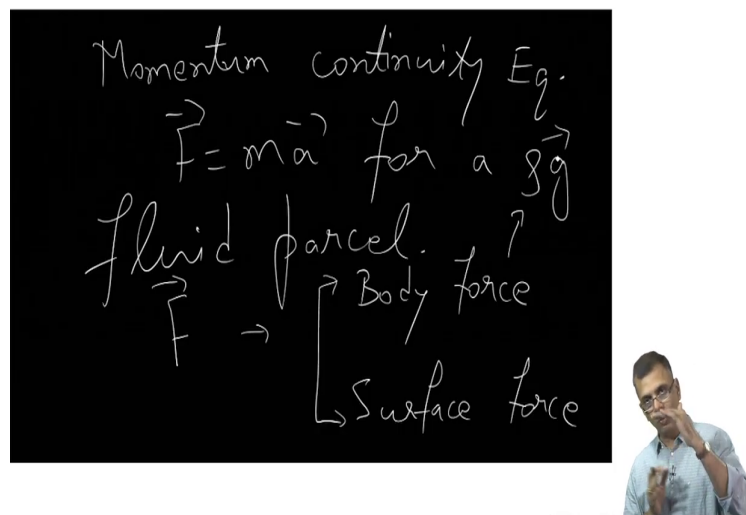 Momentum continuity Eq.
F⃗ = ma⃗ for a ρg⃗
fluid parcel.
F⃗ → Body force
Surface force